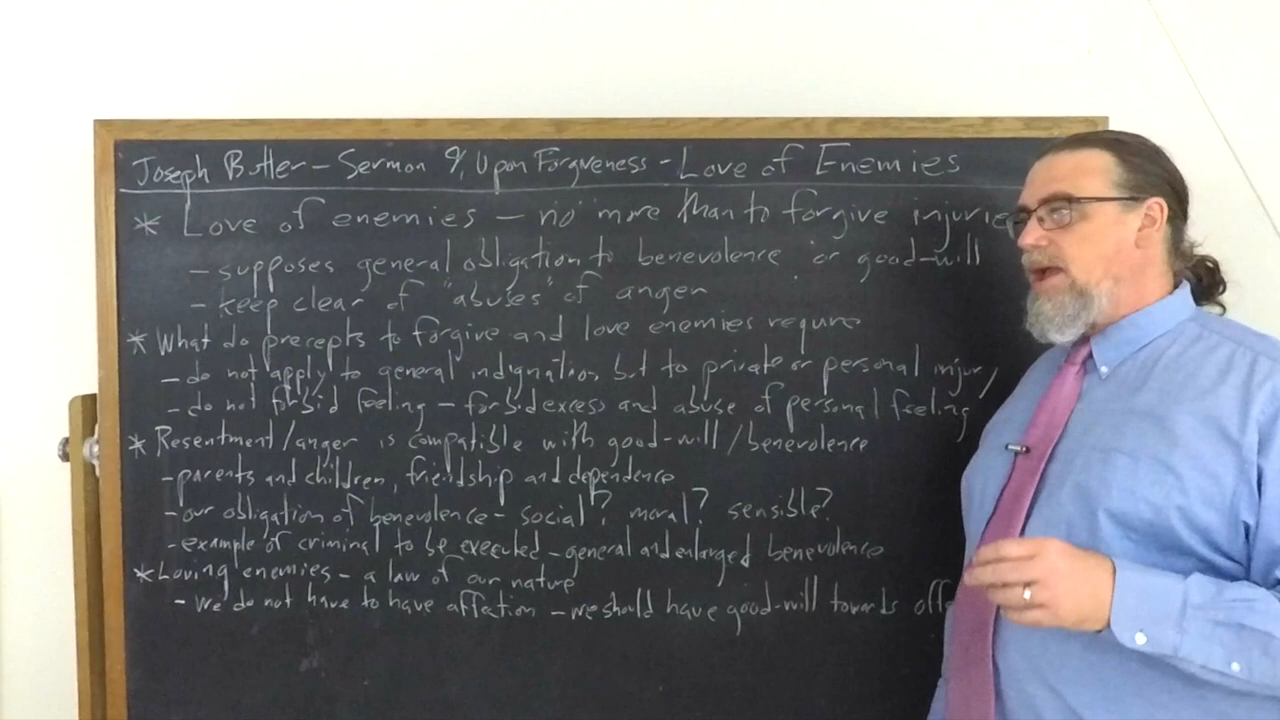 Joseph Butler - Sermon 9, Upon Forgiveness - Love of Enemies
* Love of enemies - no more than to forgive injurie
- supposes general obligation to benevolence or good-will
- keep clear of "abuses" of anger
* What do precepts to forgive and love enemies require
- do not apply to general indignation, but to private or personal injury
- do not forbid feeling - forbid excess and abuse of personal feeling
* Resentment/anger is compatible with good-will/benevolence
- parents and children, friendship and dependence
- our obligation of benevolence - social? moral? sensible?
- example of criminal to be executed - general and enlarged benevolence
* Loving enemies - a law of our nature
- we do not have to have affection - we should have good-will towards offe